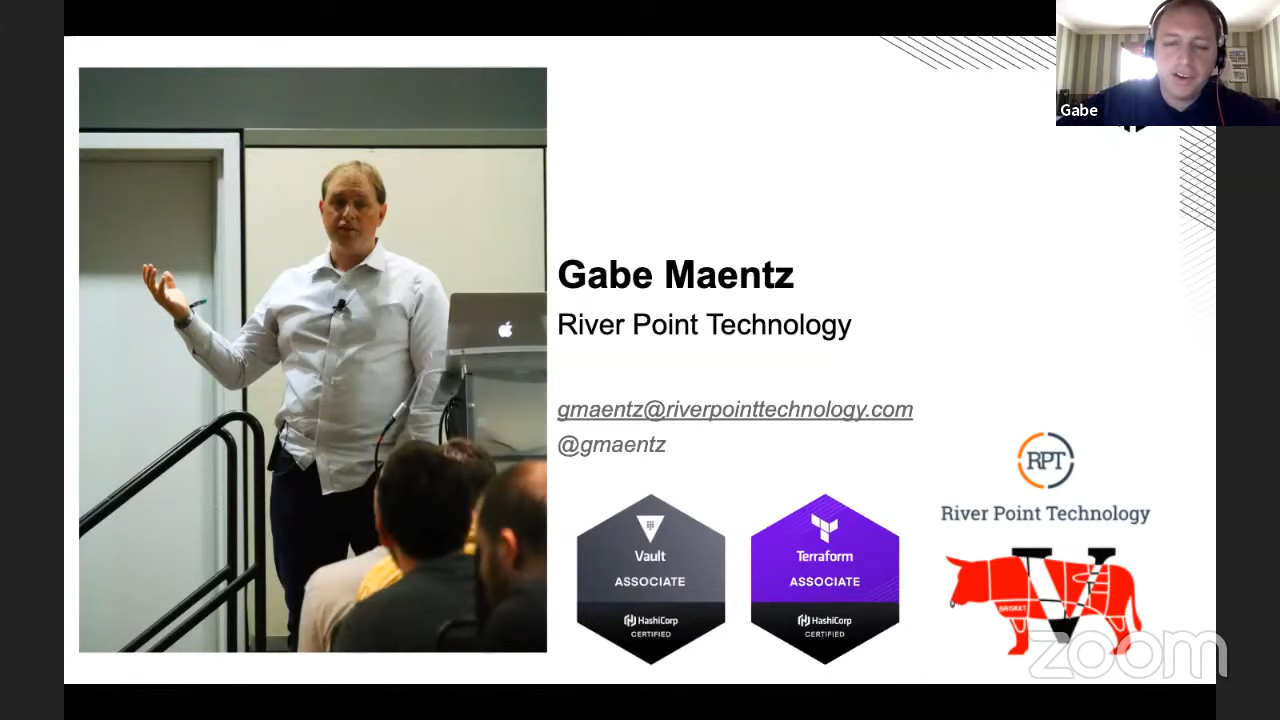 Gabe
Gabe Maentz
River Point Technology
gmaentz@riverpointtechnology.com
@gmaentz
RPT
River Point Technology
Vault
ASSOCIATE
HashiCorp
CERTIFIED
Terraform
ASSOCIATE
HashiCorp
CERTIFIED
V
BRISKET
zoom